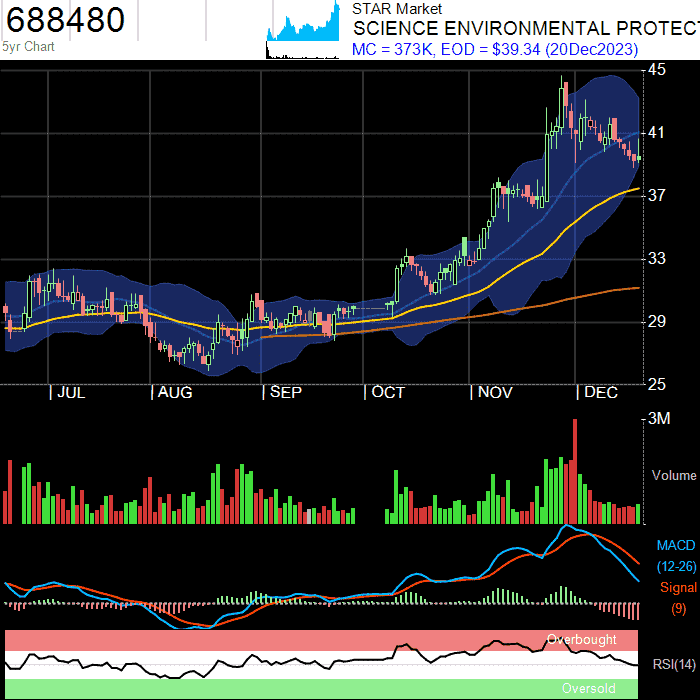 688480
5yr Chart
STAR Market
SCIENCE ENVIRONMENTAL PROTEC
MC = 373K, EOD = $39.34 (20Dec2023)
45
41
37
33
29
25
| JUL | AUG | SEP | OCT | NOV | DEC
3M
Volume
MACD
(12-26)
Signal
(9)
Overbought
RSI(14)
Oversold